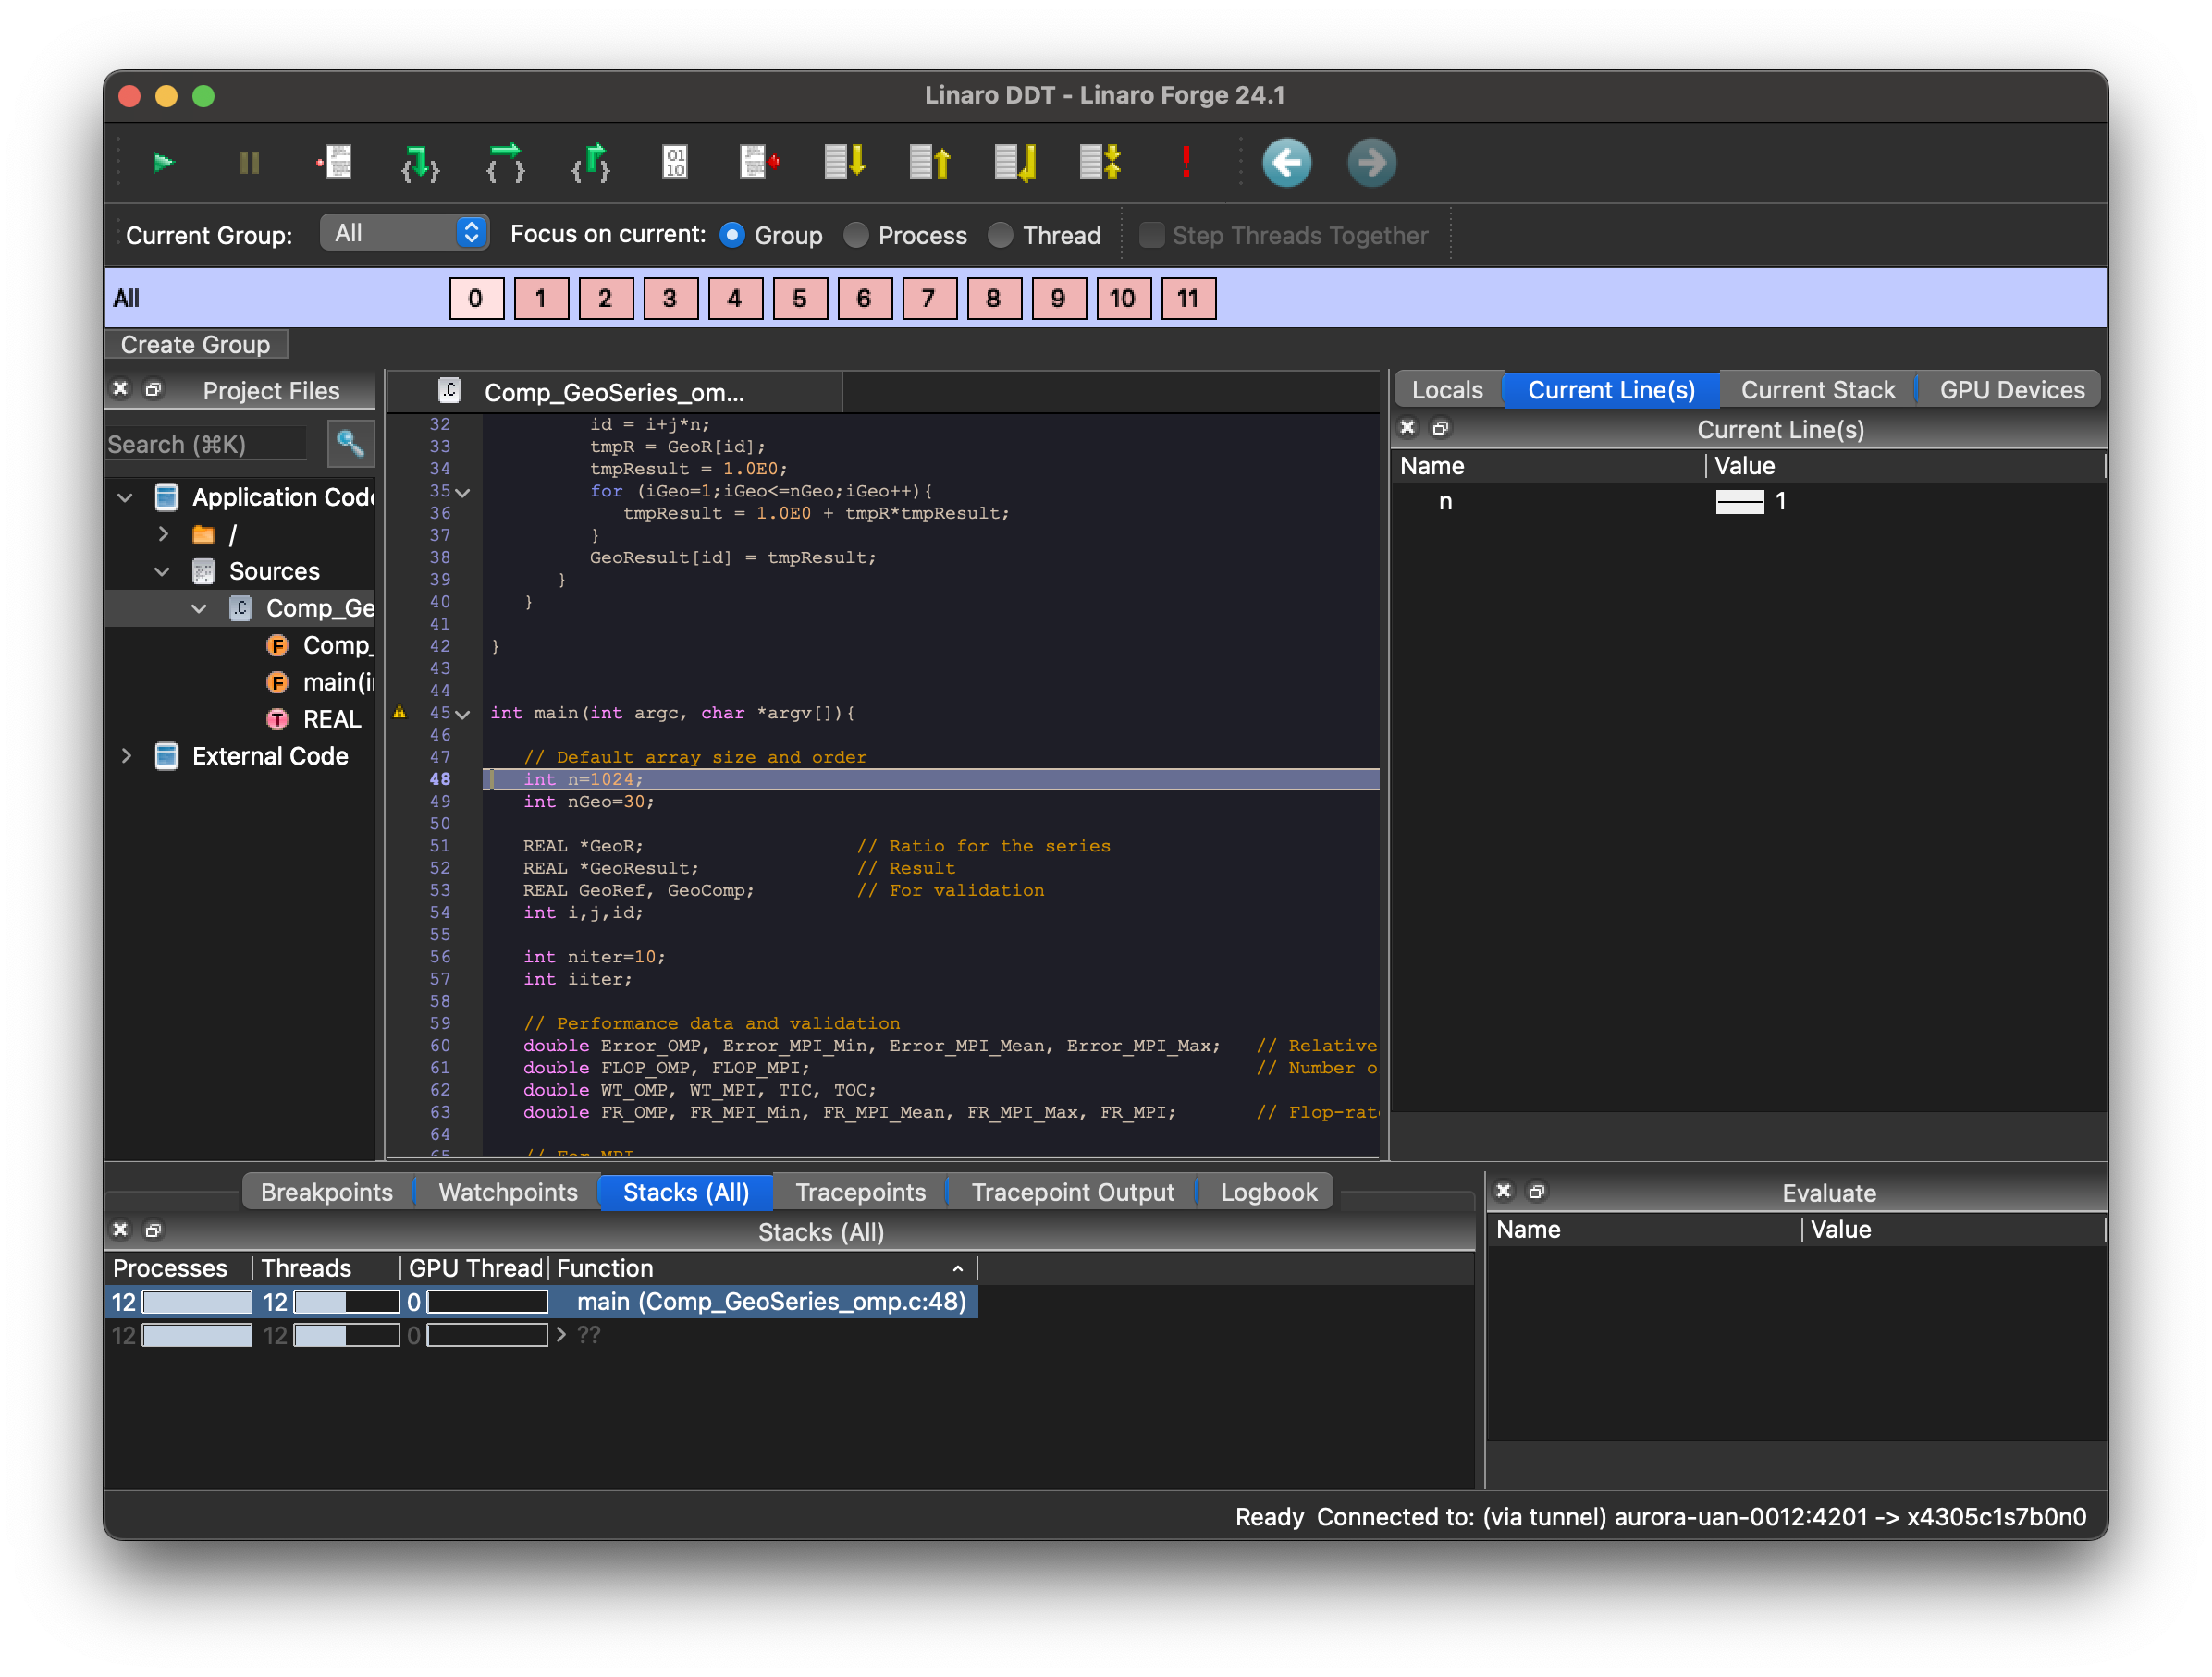 Linaro DDT - Linaro Forge 24.1
Current Group: All Focus on current: Group Process Thread Step Threads Together
All 0 1 2 3 4 5 6 7 8 9 10 11
Create Group
Project Files
Search (⌘K)
Application Code
/
Sources
Comp_Ge
Comp_
main(i
REAL
External Code
Comp_GeoSeries_om...
32 id = i+j*n;
33 tmpR = GeoR[id];
34 tmpResult = 1.0E0;
35 for (iGeo=1;iGeo<=nGeo;iGeo++){
36 tmpResult = 1.0E0 + tmpR*tmpResult;
37 }
38 GeoResult[id] = tmpResult;
39 }
40 }
41
42 }
43
44
45 int main(int argc, char *argv[]){
46
47 // Default array size and order
48 int n=1024;
49 int nGeo=30;
50
51 REAL *GeoR; // Ratio for the series
52 REAL *GeoResult; // Result
53 REAL GeoRef, GeoComp; // For validation
54 int i,j,id;
55
56 int niter=10;
57 int iiter;
58
59 // Performance data and validation
60 double Error_OMP, Error_MPI_Min, Error_MPI_Mean, Error_MPI_Max; // Relative
61 double FLOP_OMP, FLOP_MPI; // Number o
62 double WT_OMP, WT_MPI, TIC, TOC;
63 double FR_OMP, FR_MPI_Min, FR_MPI_Mean, FR_MPI_Max, FR_MPI; // Flop-rat
64
65 // For MPI
Locals Current Line(s) Current Stack GPU Devices
Current Line(s)
Name Value
n 1
Breakpoints Watchpoints Stacks (All) Tracepoints Tracepoint Output Logbook
Stacks (All)
Processes Threads GPU Thread Function
12 12 0 main (Comp_GeoSeries_omp.c:48)
12 12 0 ??
Evaluate
Name Value
Ready Connected to: (via tunnel) aurora-uan-0012:4201 -> x4305c1s7b0n0